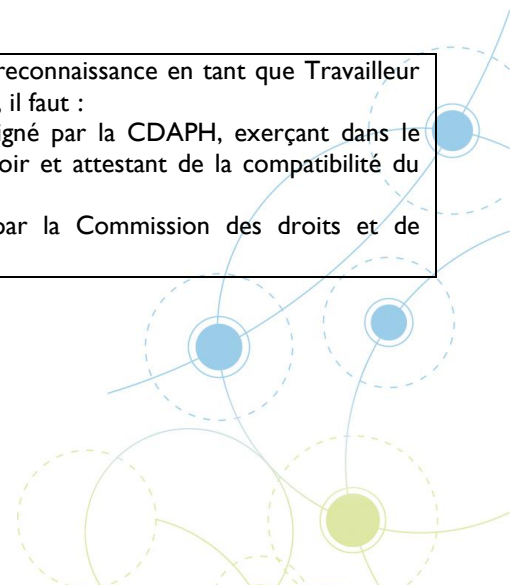 reconnaissance en tant que Travailleur
, il faut :
igné par la CDAPH, exerçant dans le
oir et attestant de la compatibilité du
par la Commission des droits et de